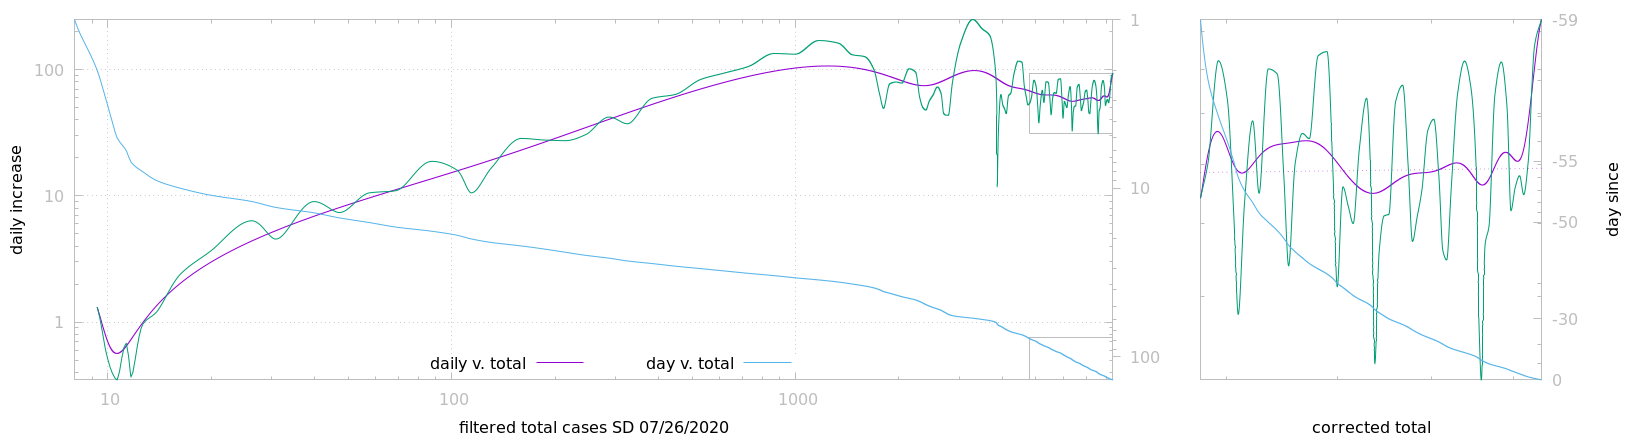 daily increase
100
10
1
10
100
1000
filtered total cases SD 07/26/2020
daily v. total
day v. total
1
10
100
corrected total
-59
-55
-50
-30
0
day since